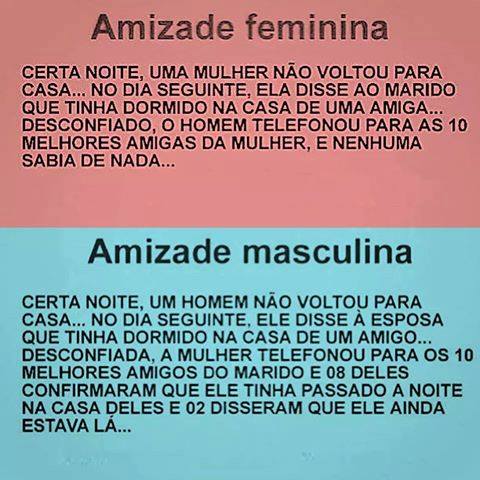 Amizade feminina
CERTA NOITE, UMA MULHER NÃO VOLTOU PARA
CASA... NO DIA SEGUINTE, ELA DISSE AO MARIDO
QUE TINHA DORMIDO NA CASA DE UMA AMIGA...
DESCONFIADO, O HOMEM TELEFONOU PARA AS 10
MELHORES AMIGAS DA MULHER, E NENHUMA
SABIA DE NADA...
Amizade masculina
CERTA NOITE, UM HOMEM NÃO VOLTOU PARA
CASA... NO DIA SEGUINTE, ELE DISSE À ESPOSA
QUE TINHA DORMIDO NA CASA DE UM AMIGO...
DESCONFIADA, A MULHER TELEFONOU PARA OS 10
MELHORES AMIGOS DO MARIDO E 08 DELES
CONFIRMARAM QUE ELE TINHA PASSADO A NOITE
NA CASA DELES E 02 DISSERAM QUE ELE AINDA
ESTAVA LÁ...